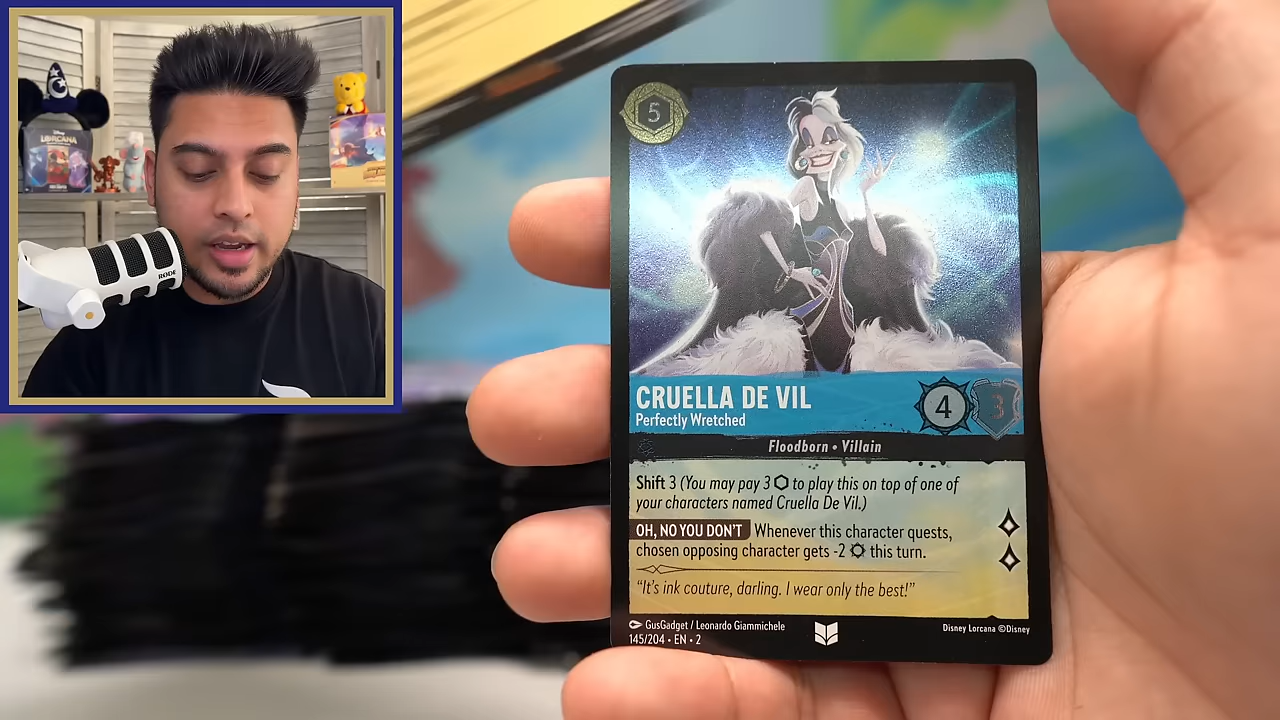 LORCANA
RODE
5
CRUELLA DE VIL
Perfectly Wretched
4
3
Floodborn • Villain
Shift 3 (You may pay 3 ⬡ to play this on top of one of
your characters named Cruella De Vil.)
OH, NO YOU DON'T Whenever this character quests,
chosen opposing character gets -2 ¤ this turn.
“It's ink couture, darling. I wear only the best!”
GusGadget / Leonardo Giammichele
145/204 • EN • 2
Disney Lorcana ©Disney